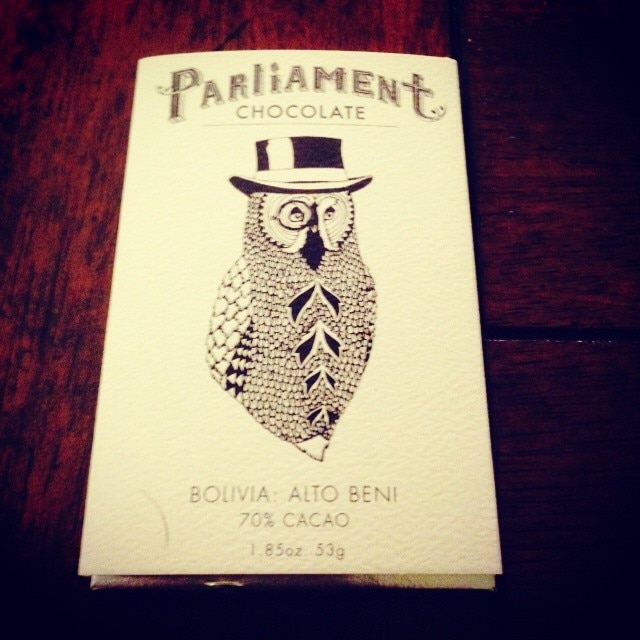 PARLiAMENT
CHOCOLATE
BOLIVIA: ALTO BENI
70% CACAO
1.85oz 53g